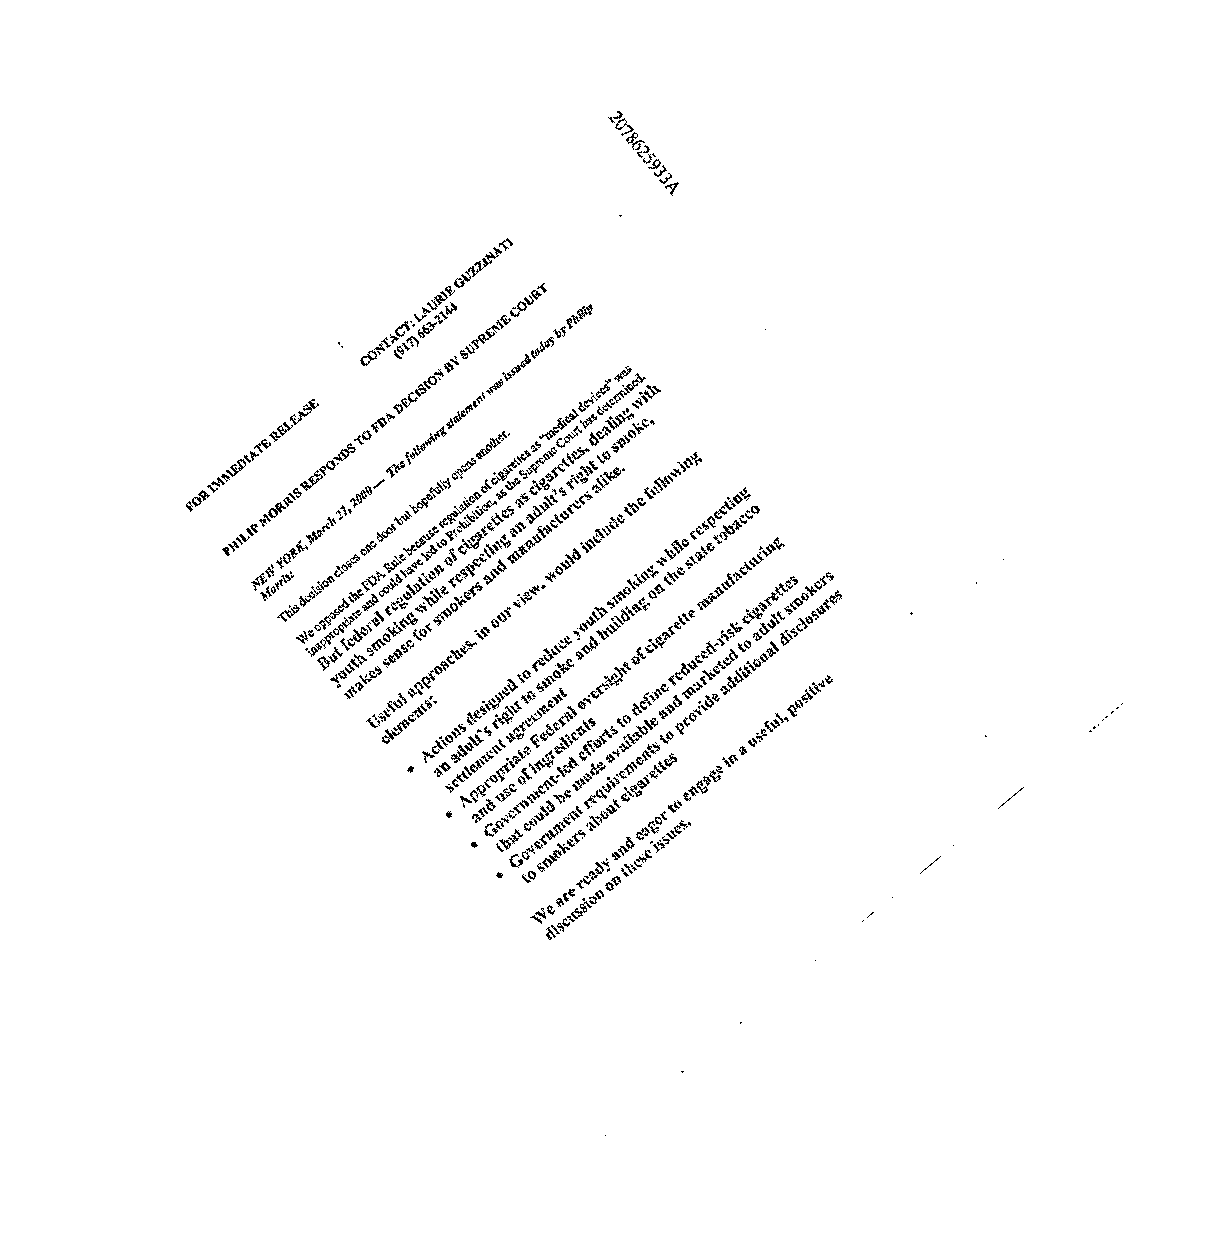 2078625933A
CONTACT: LAURIE GUZZINATI
(917) 663-2144
FOR IMMEDIATE RELEASE
PHILIP MORRIS RESPONDS TO FDA DECISION BY SUPREME COURT
NEW YORK, March 21, 2000 — The following statement was issued today by Philip
Morris:
This decision closes one door but hopefully opens another.
We opposed the FDA Rule because regulation of cigarettes as "medical devices" was
inappropriate and could have led to Prohibition, as the Supreme Court has determined.
But federal regulation of cigarettes as cigarettes, dealing with
youth smoking while respecting an adult's right to smoke,
makes sense for smokers and manufacturers alike.
Useful approaches, in our view, would include the following
elements:
• Actions designed to reduce youth smoking while respecting
an adult's right to smoke and building on the state tobacco
settlement agreement
• Appropriate Federal oversight of cigarette manufacturing
and use of ingredients
• Government-led efforts to define reduced-risk cigarettes
that could be made available and marketed to adult smokers
• Government requirements to provide additional disclosures
to smokers about cigarettes
We are ready and eager to engage in a useful, positive
discussion on these issues.